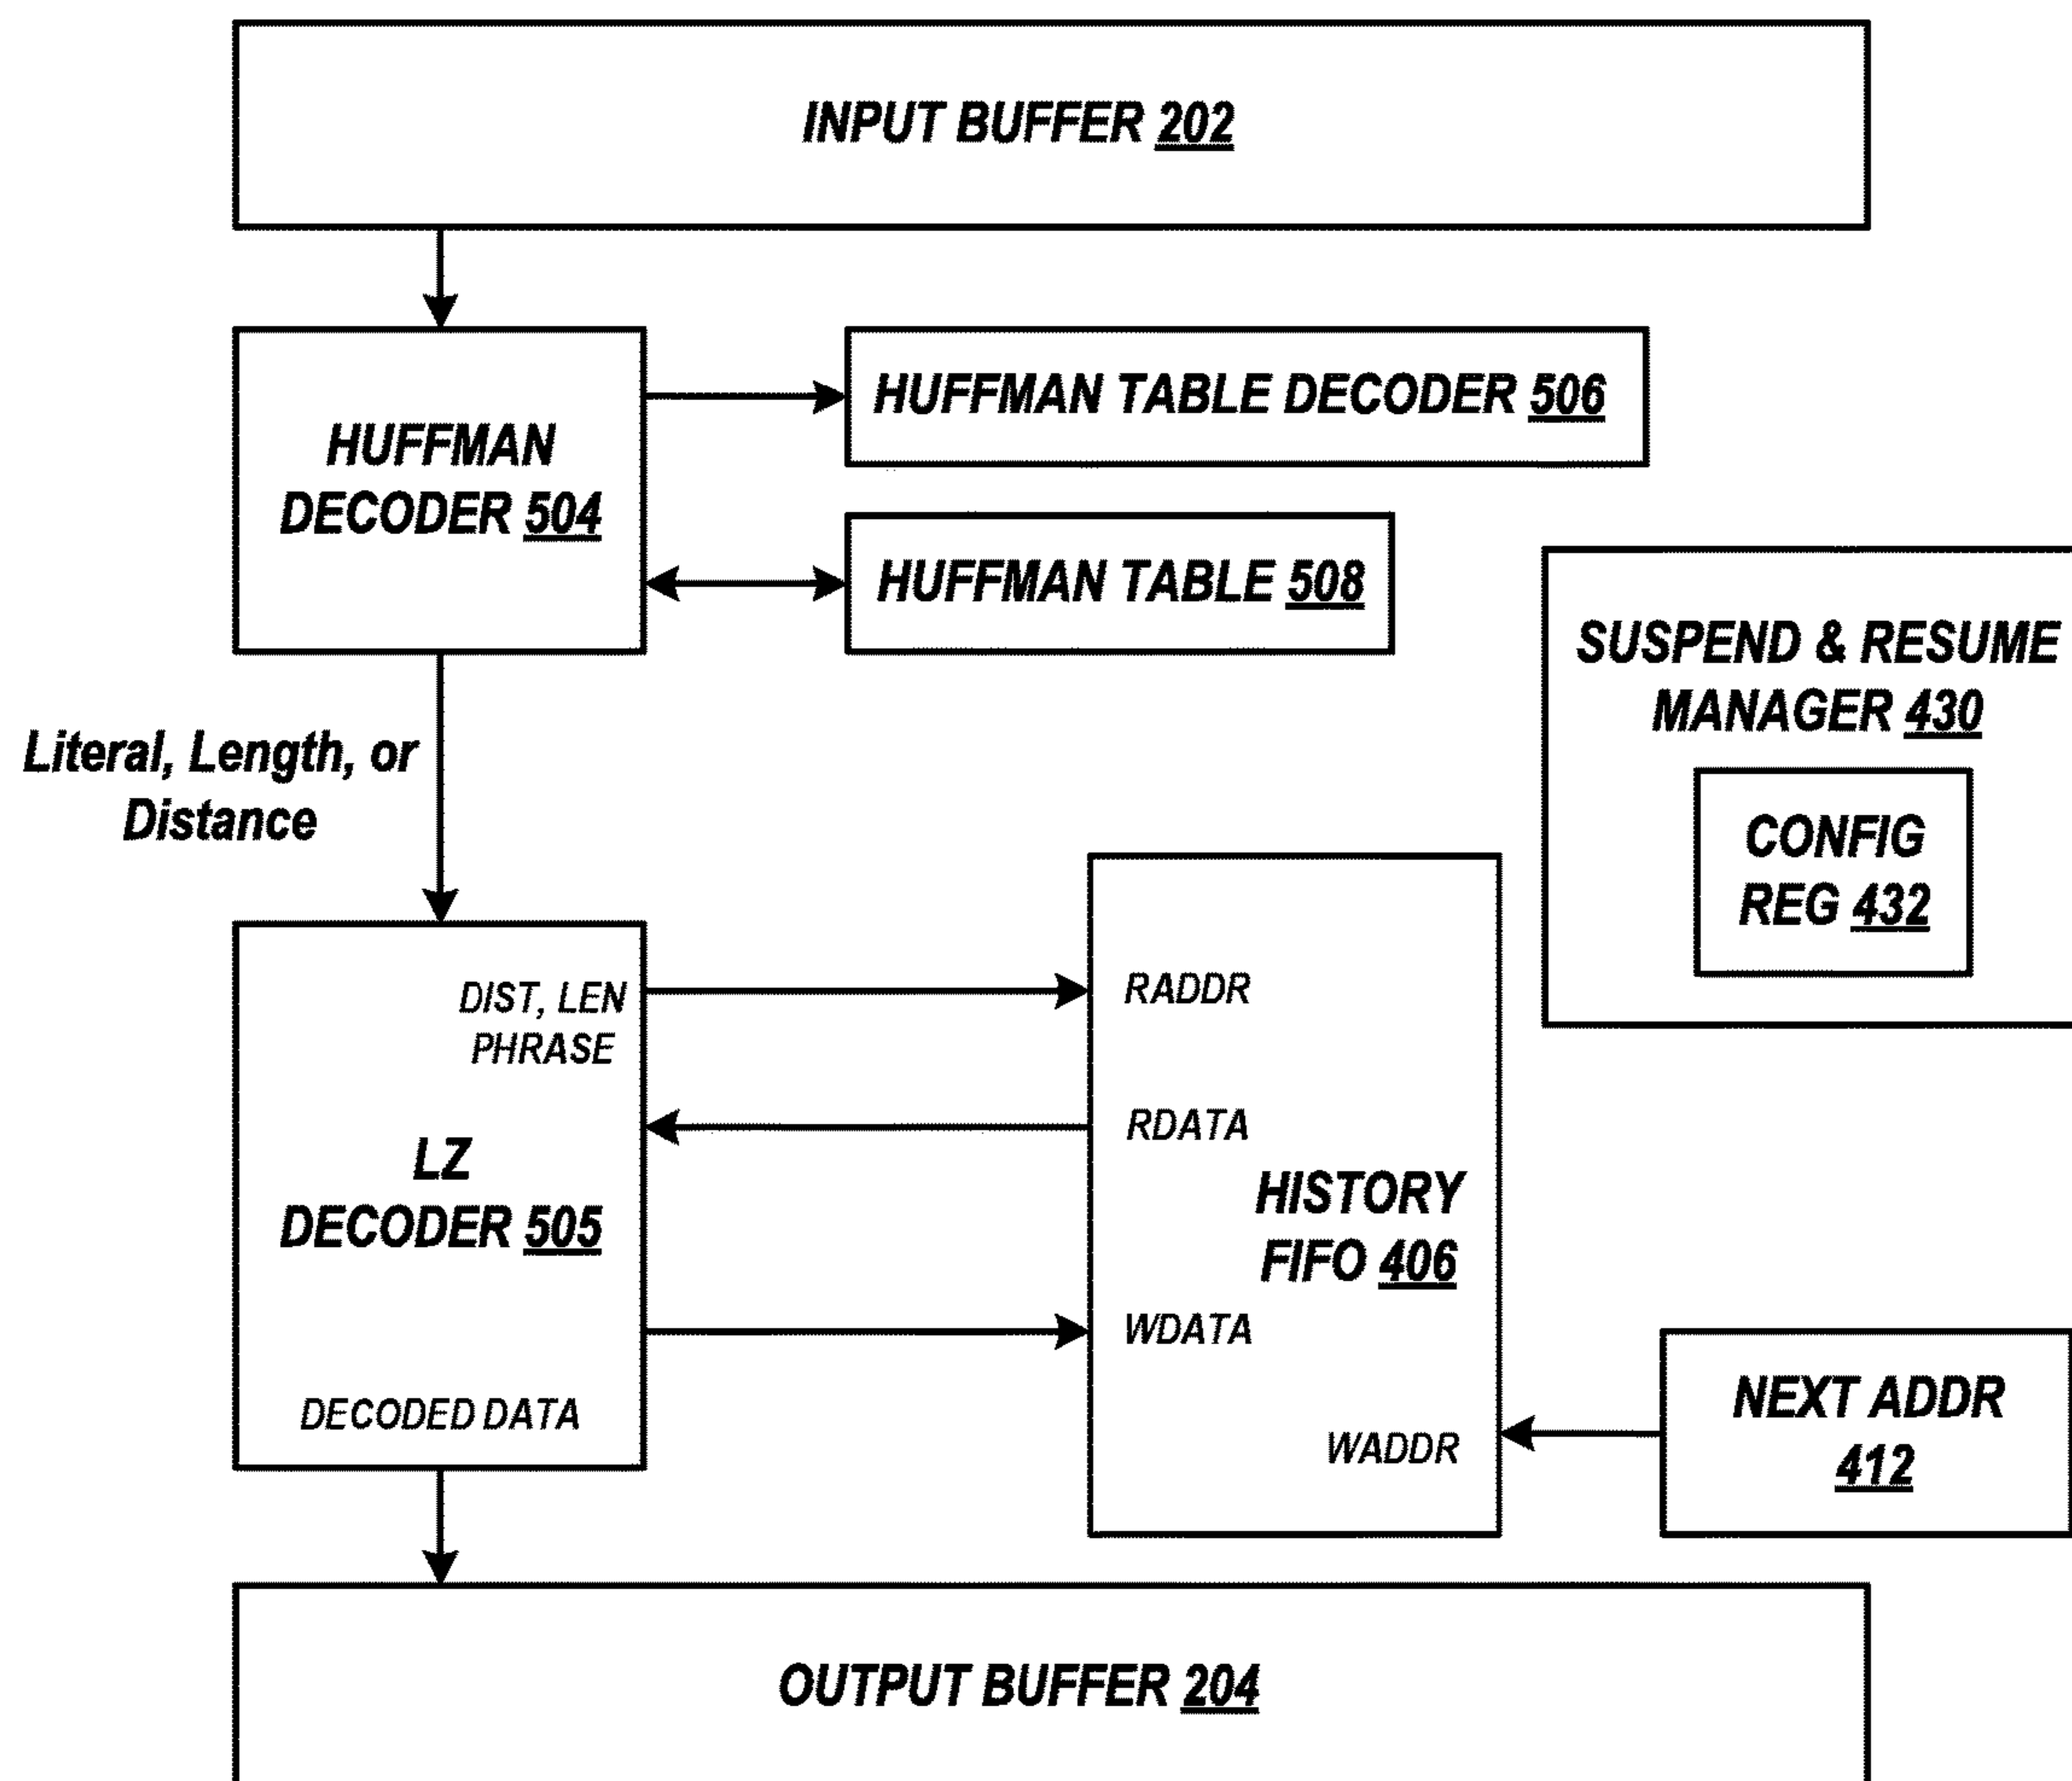 INPUT BUFFER 202
HUFFMAN
DECODER 504
HUFFMAN TABLE DECODER 506
HUFFMAN TABLE 508
SUSPEND & RESUME
MANAGER 430
CONFIG
REG 432
Literal, Length, or
Distance
DIST, LEN
PHRASE
LZ
DECODER 505
DECODED DATA
RADDR
RDATA
HISTORY
FIFO 406
WDATA
WADDR
NEXT ADDR
412
OUTPUT BUFFER 204